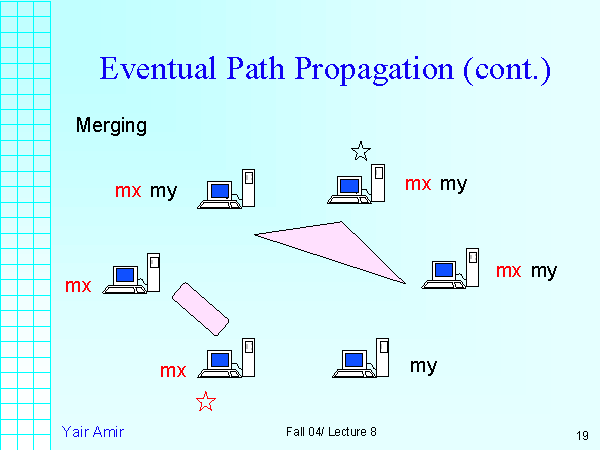 Eventual Path Propagation (cont.)
Merging
mx my
mx my
mx
mx my
mx
my
Yair Amir
Fall 04/ Lecture 8
19